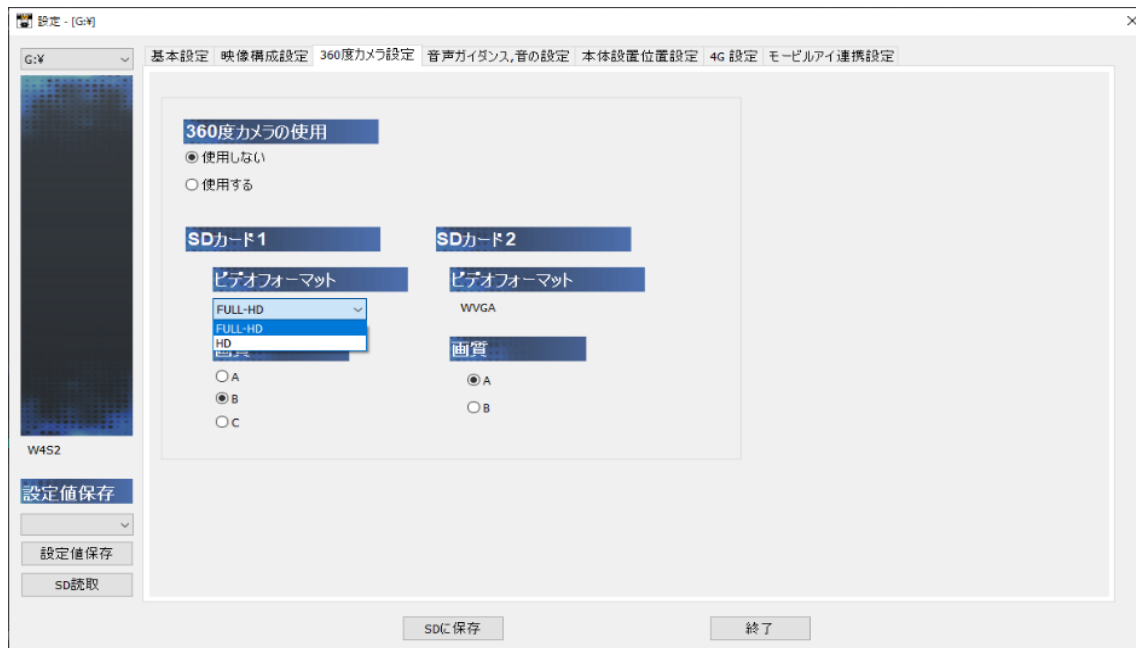 設定 - [G:¥]
G:¥
基本設定 映像構成設定 360度カメラ設定 音声ガイダンス,音の設定 本体設置位置設定 4G 設定 モービルアイ連携設定
360度カメラの使用
使用しない
使用する
SDカード1
SDカード2
ビデオフォーマット
ビデオフォーマット
FULL-HD
WVGA
FULL-HD
HD
画質
画質
A
A
B
B
C
W4S2
設定値保存
設定値保存
SD読取
SDに保存
終了